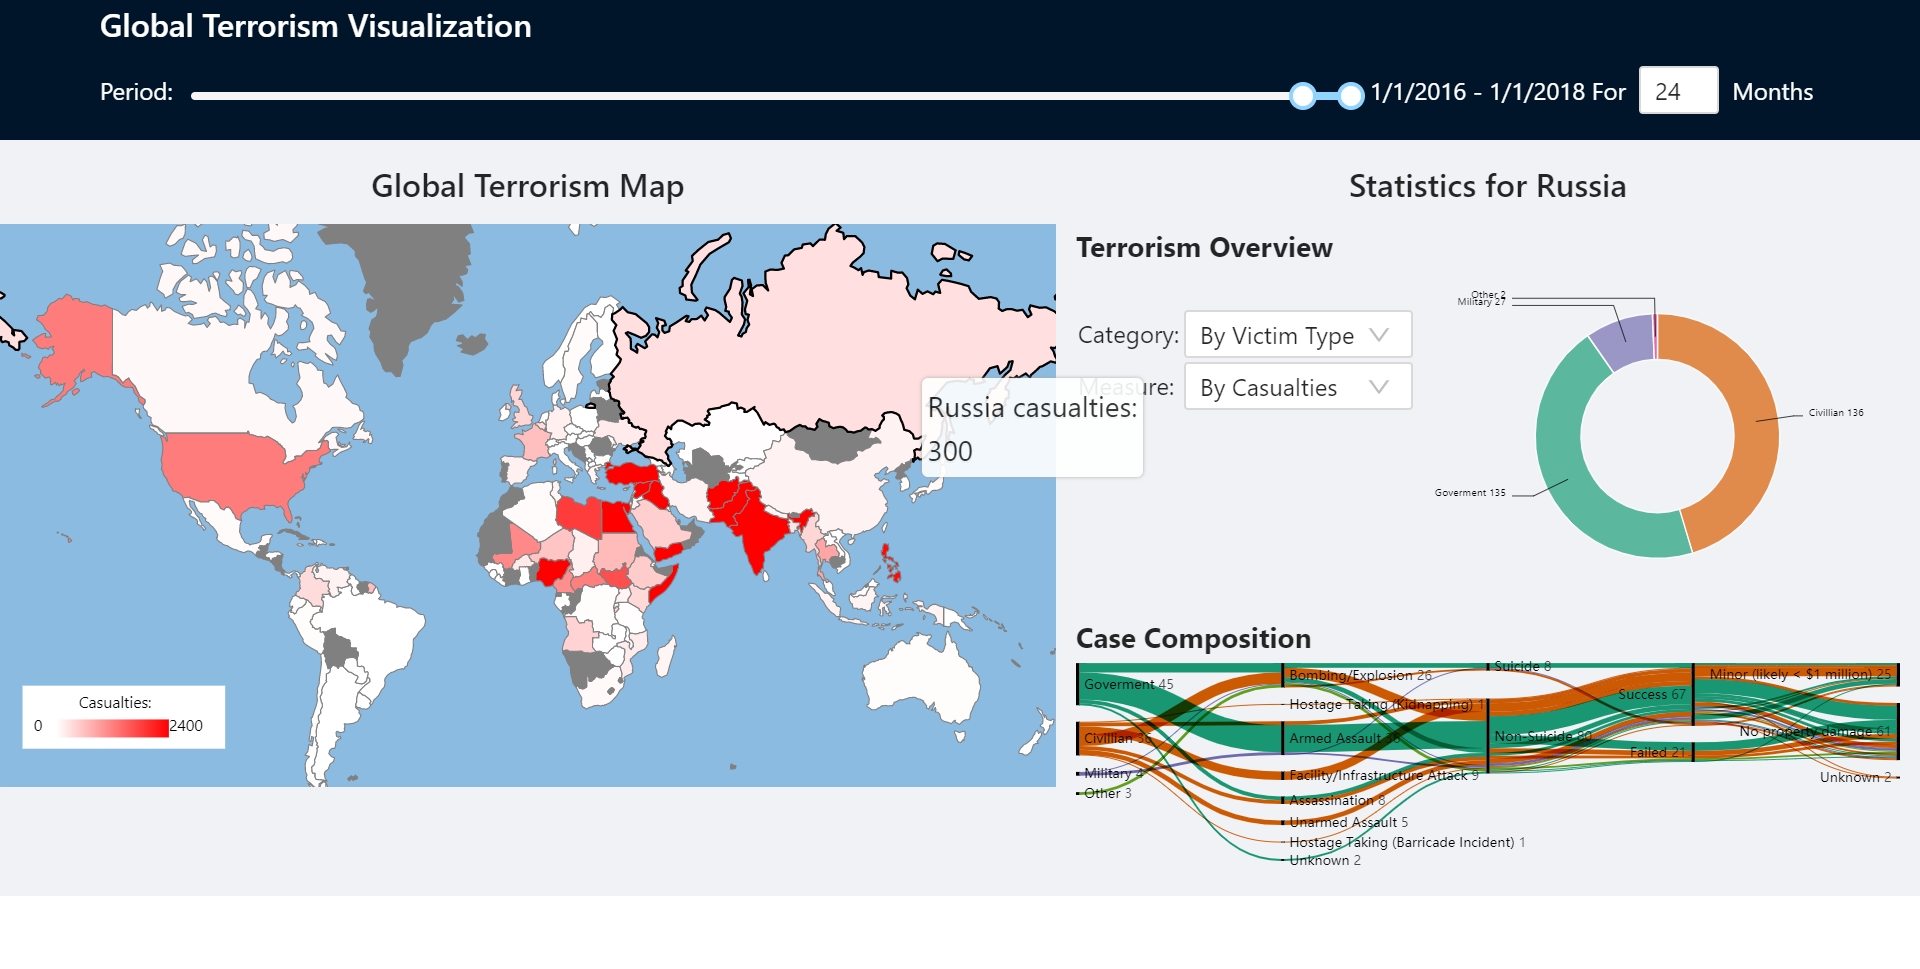 Global Terrorism Visualization
Period:
1/1/2016 - 1/1/2018 For 24 Months
Global Terrorism Map
Statistics for Russia
Terrorism Overview
Category: By Victim Type
Measure: By Casualties
Russia casualties:
300
Other 2
Military 27
Civillian 136
Goverment 135
Casualties:
0 2400
Case Composition
Goverment 45
Civillian 36
Military 4
Other 3
Bombing/Explosion 26
Hostage Taking (Kidnapping) 1
Armed Assault 36
Facility/Infrastructure Attack 9
Assassination 8
Unarmed Assault 5
Hostage Taking (Barricade Incident) 1
Unknown 2
Suicide 8
Non-Suicide 80
Success 67
Failed 21
Minor (likely < $1 million) 25
No property damage 61
Unknown 2